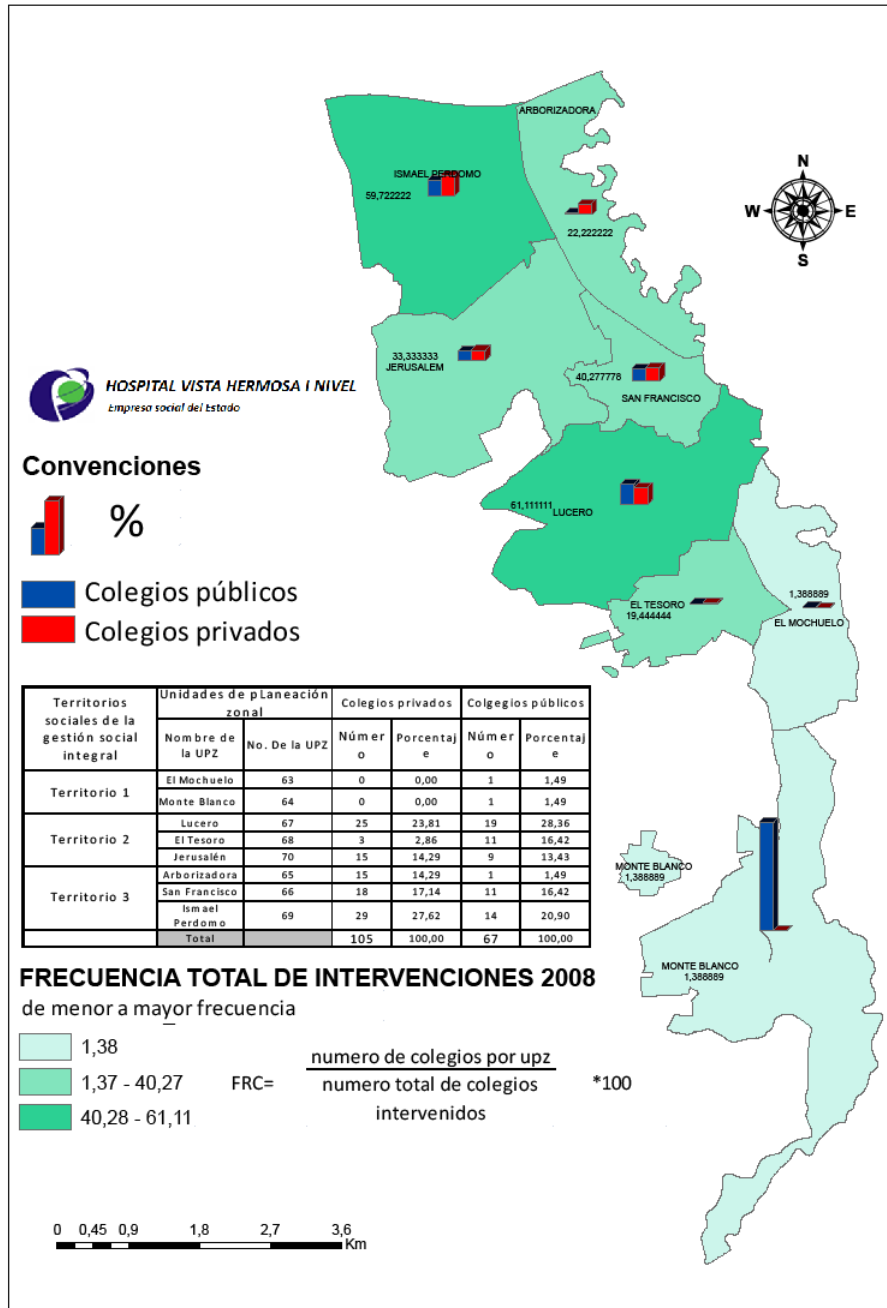 ARBORIZADORA
ISMAEL PERDOMO
59,722222
22,222222
N
W
E
S
33,333333
JERUSALEM
40,277778
SAN FRANCISCO
HOSPITAL VISTA HERMOSA I NIVEL
Empresa social del Estado
Convenciones
%
Colegios públicos
Colegios privados
61,111111 LUCERO
EL TESORO
19,444444
1,388889
EL MOCHUELO
Territorios sociales de la gestión social integral
Unidades de pLaneación zonal
Colegios privados
Colgegios públicos
Nombre de la UPZ
No. De la UPZ
Número
Porcentaje
Número
Porcentaje
Territorio 1
El Mochuelo 63 0 0,00 1 1,49
Monte Blanco 64 0 0,00 1 1,49
Territorio 2
Lucero 67 25 23,81 19 28,36
El Tesoro 68 3 2,86 11 16,42
Jerusalén 70 15 14,29 9 13,43
Territorio 3
Arborizadora 65 15 14,29 1 1,49
San Francisco 66 18 17,14 11 16,42
Ismael Perdomo 69 29 27,62 14 20,90
Total 105 100,00 67 100,00
MONTE BLANCO
1,388889
MONTE BLANCO
1,388889
FRECUENCIA TOTAL DE INTERVENCIONES 2008
de menor a mayor frecuencia
1,38
1,37 - 40,27
40,28 - 61,11
FRC=
numero de colegios por upz
numero total de colegios
intervenidos
*100
0 0,45 0,9 1,8 2,7 3,6
Km